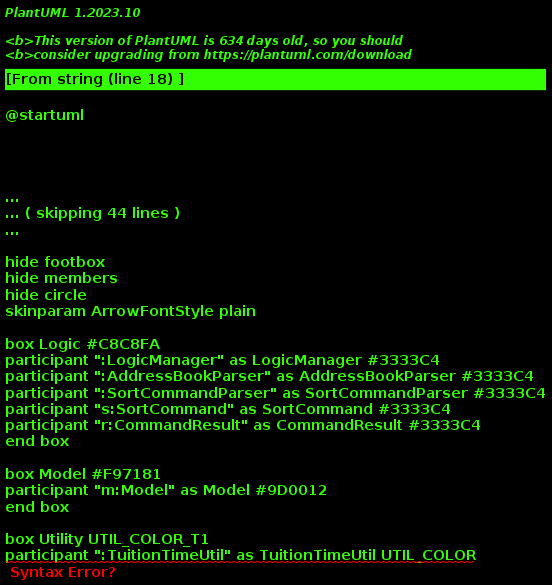 PlantUML 1.2023.10
<b>This version of PlantUML is 634 days old, so you should
<b>consider upgrading from https://plantuml.com/download
[From string (line 18) ]
@startuml
...
... ( skipping 44 lines )
...
hide footbox
hide members
hide circle
skinparam ArrowFontStyle plain
box Logic #C8C8FA
participant ":LogicManager" as LogicManager #3333C4
participant ":AddressBookParser" as AddressBookParser #3333C4
participant ":SortCommandParser" as SortCommandParser #3333C4
participant "s:SortCommand" as SortCommand #3333C4
participant "r:CommandResult" as CommandResult #3333C4
end box
box Model #F97181
participant "m:Model" as Model #9D0012
end box
box Utility UTIL_COLOR_T1
participant ":TuitionTimeUtil" as TuitionTimeUtil UTIL_COLOR
Syntax Error?